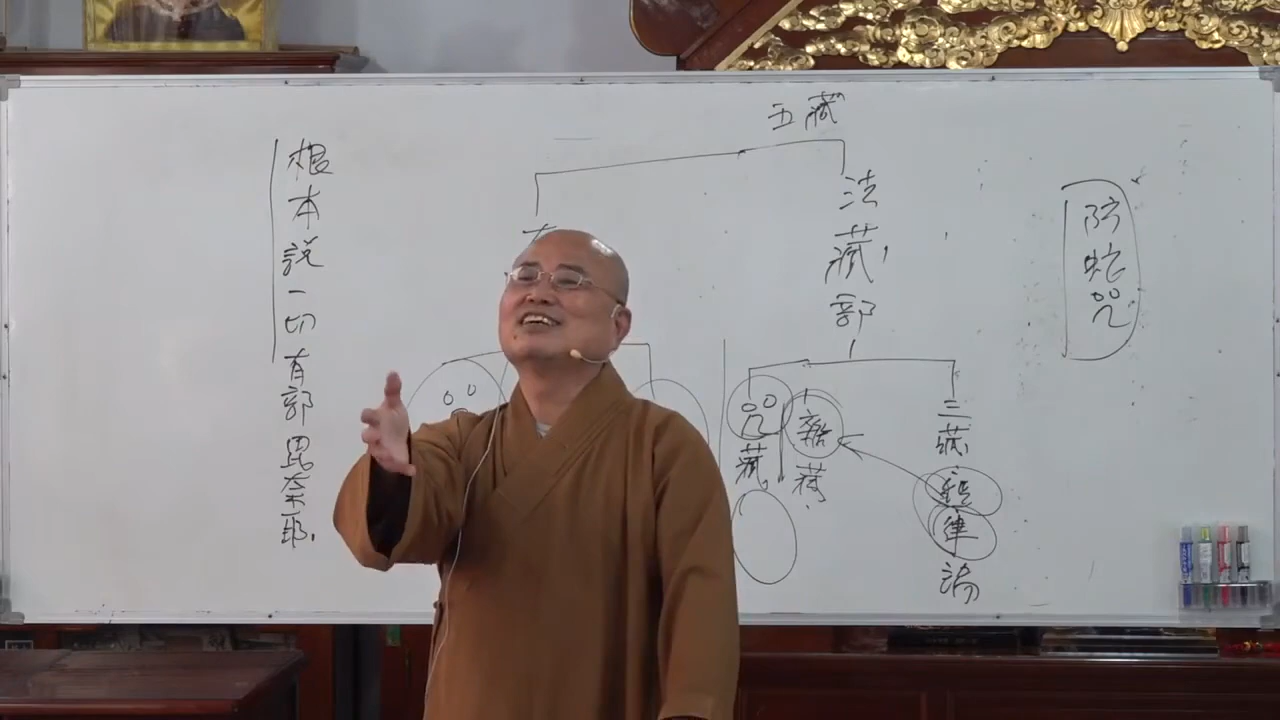 五藏
法藏部
三藏
經
律
論
雜藏
咒藏
根本說一切有部毘奈耶
防蛇咒